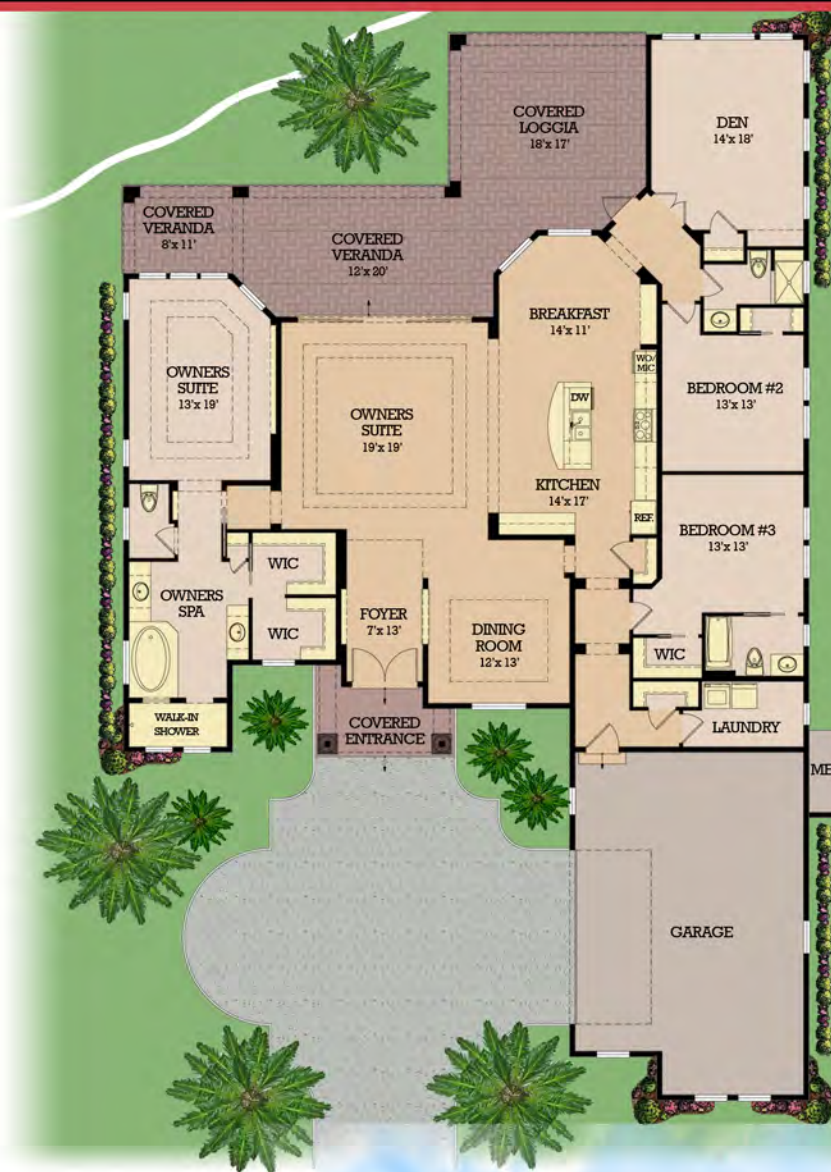 COVERED
LOGGIA
18'x 17'
DEN
14'x 18'
COVERED
VERANDA
8'x 11'
COVERED
VERANDA
12'x 20'
BREAKFAST
14'x 11'
OWNERS
SUITE
13'x 19'
WO/
MIC
DW
BEDROOM #2
13'x 13'
OWNERS
SUITE
19'x 19'
KITCHEN
14'x 17'
REF.
BEDROOM #3
13'x 13'
WIC
OWNERS
SPA
WIC
FOYER
7'x 13'
DINING
ROOM
12'x 13'
WIC
WALK-IN
SHOWER
COVERED
ENTRANCE
LAUNDRY
ME
GARAGE